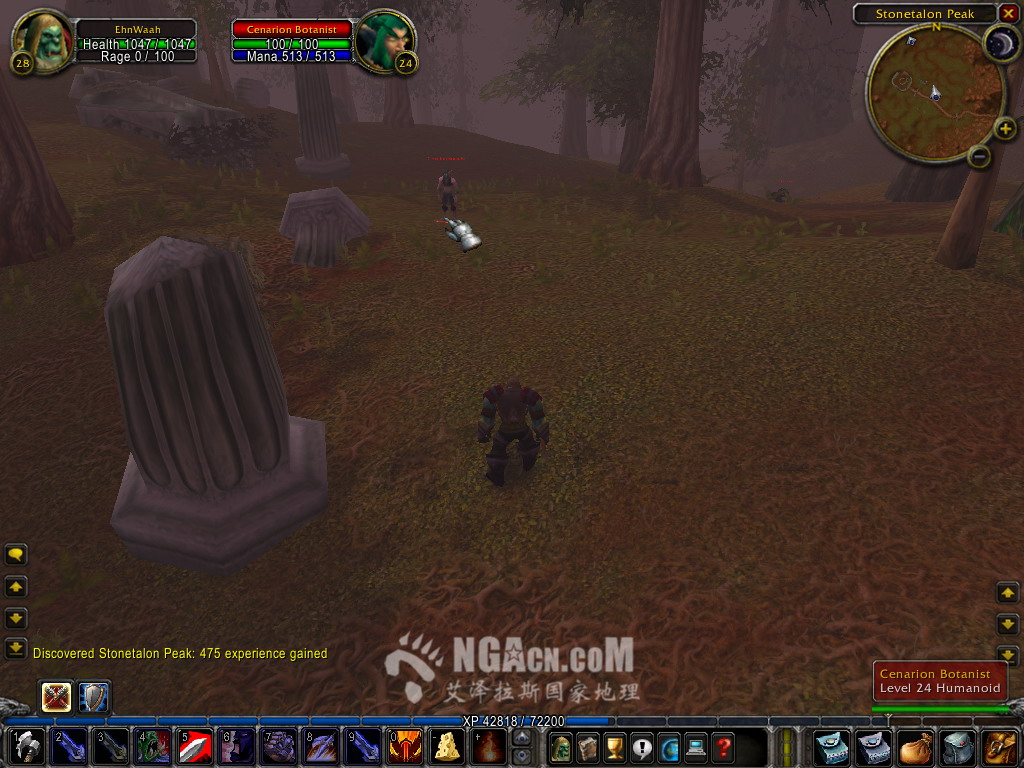 EhnWaah
Health 1047 / 1047
Rage 0 / 100
28
Cenarion Botanist
100 / 100
Mana 513 / 513
24
Stonetalon Peak
N
Discovered Stonetalon Peak: 475 experience gained
NGACN.COM
艾泽拉斯国家地理
Cenarion Botanist
Level 24 Humanoid
XP 42818 / 72200
1 2 3 4 5 6 7 8 9 0 - +